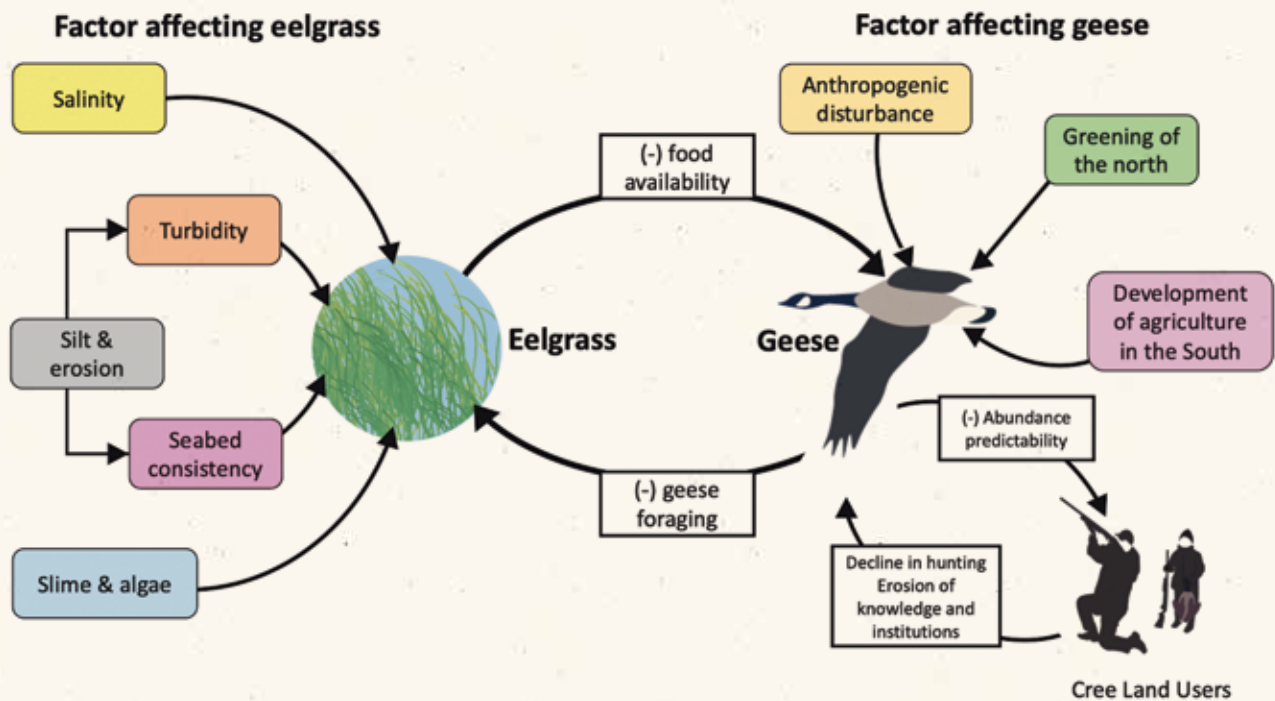 Factor affecting eelgrass
Factor affecting geese
Salinity
Turbidity
Silt &
erosion
Seabed
consistency
Slime & algae
Eelgrass
(-) food
availability
(-) geese
foraging
Geese
Anthropogenic
disturbance
Greening of
the north
Development
of agriculture
in the South
(-) Abundance
predictability
Decline in hunting
Erosion of
knowledge and
institutions
Cree Land Users